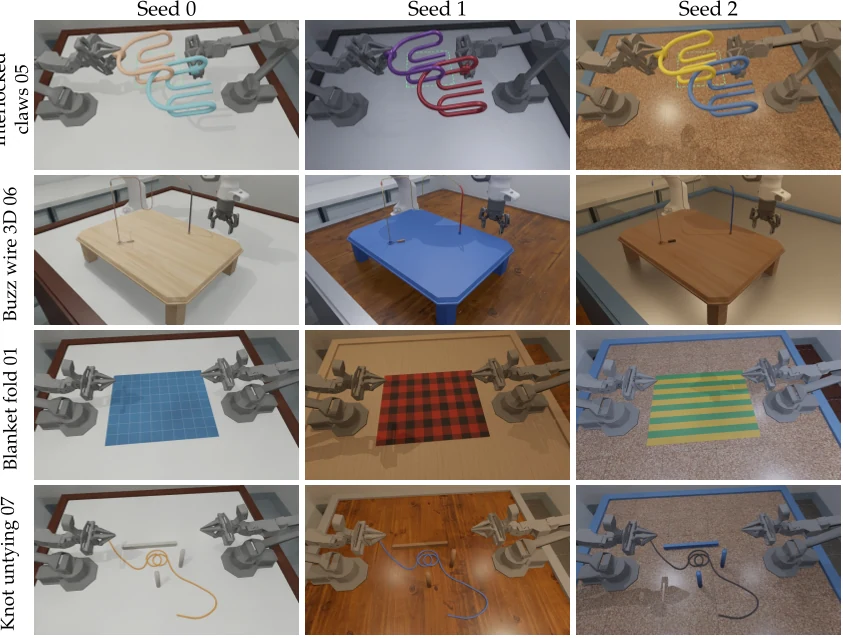 Seed 0
Seed 1
Seed 2
claws 05
Buzz wire 3D 06
Blanket fold 01
Knot untying 07